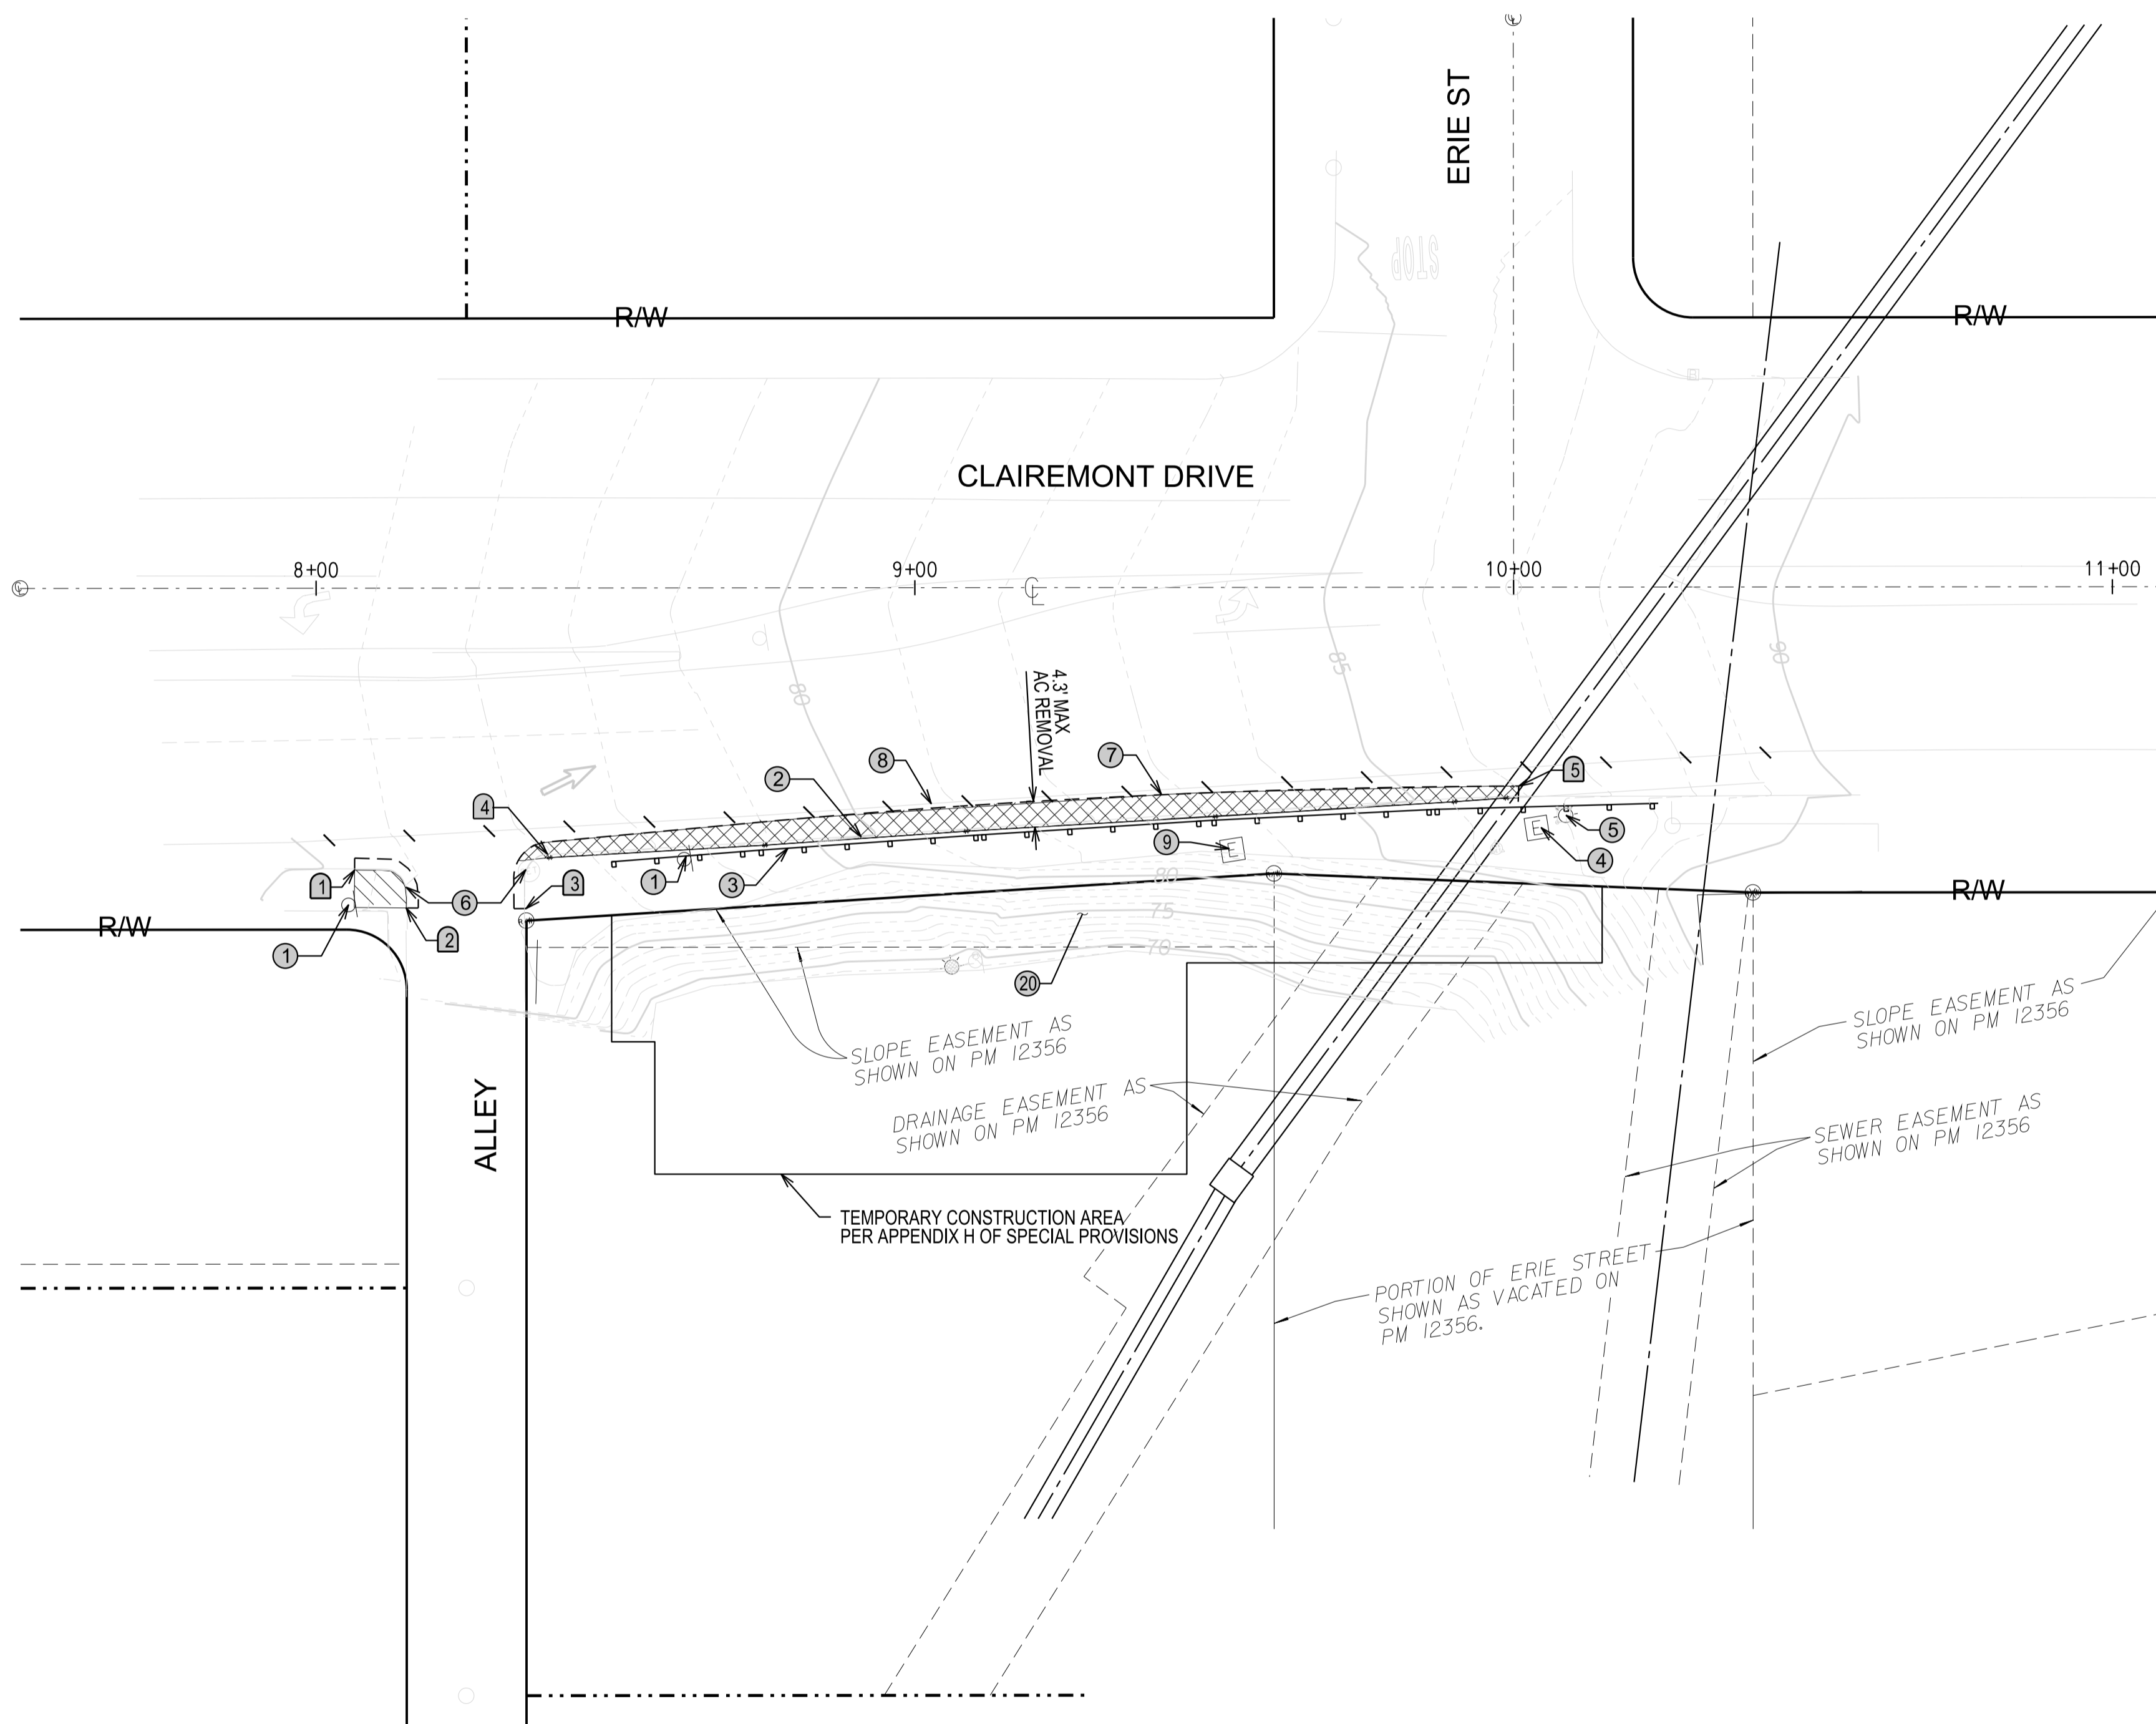 ERIE ST
STOP
R/W
R/W
CLAIREMONT DRIVE
8+00
9+00
10+00
11+00
80
85
90
4.3' MAX
AC REMOVAL
8
7
2
5
4
9
5
4
1
1
3
6
3
80
R/W
R/W
2
75
1
70
20
SLOPE EASEMENT AS
SHOWN ON PM 12356
SLOPE EASEMENT AS
SHOWN ON PM 12356
DRAINAGE EASEMENT AS
SHOWN ON PM 12356
SEWER EASEMENT AS
SHOWN ON PM 12356
ALLEY
TEMPORARY CONSTRUCTION AREA
PER APPENDIX H OF SPECIAL PROVISIONS
PORTION OF ERIE STREET
SHOWN AS VACATED ON
PM 12356.